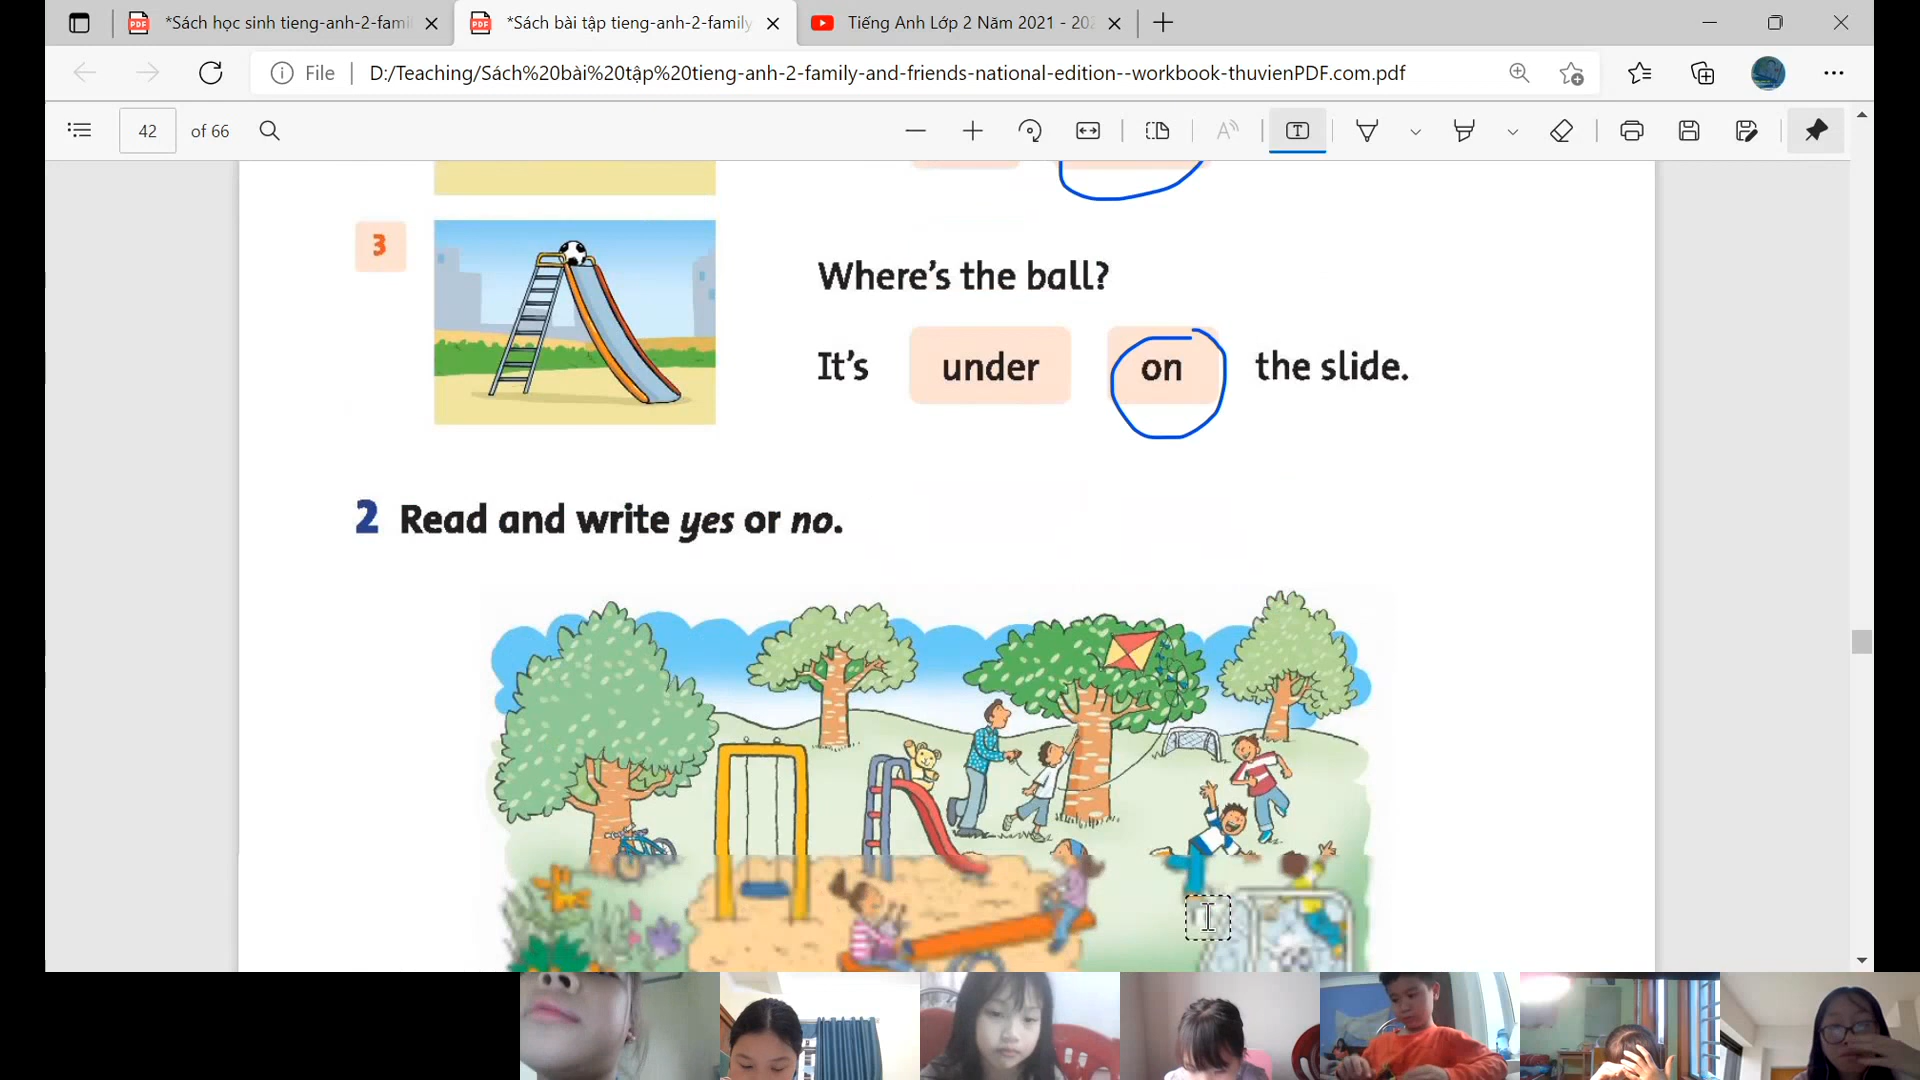 *Sách học sinh tieng-anh-2-fami
*Sách bài tập tieng-anh-2-family
Tiếng Anh Lớp 2 Năm 2021 - 202
File
D:/Teaching/Sách%20bài%20tập%20tieng-anh-2-family-and-friends-national-edition--workbook-thuvienPDF.com.pdf
42 of 66
3
Where's the ball?
It's under on the slide.
2 Read and write yes or no.